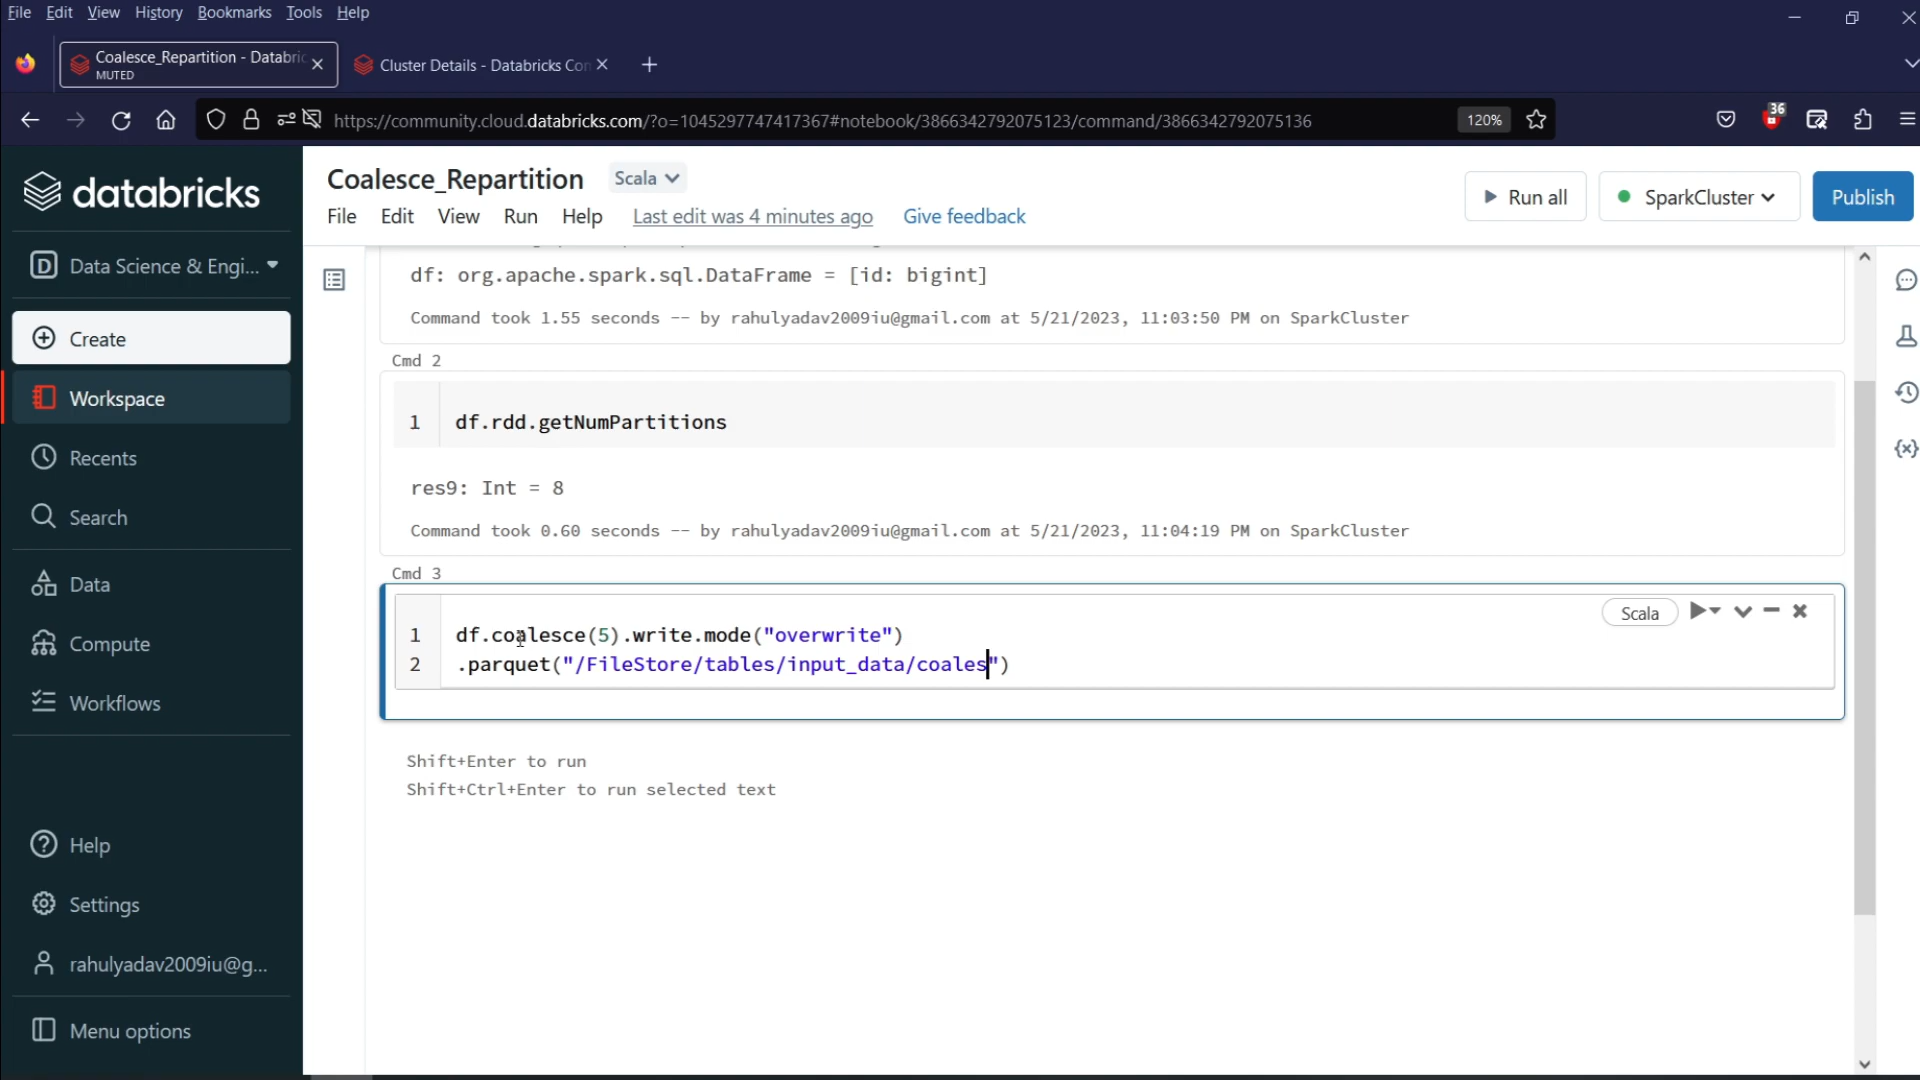 File Edit View History Bookmarks Tools Help
Coalesce_Repartition - Databric
MUTED
Cluster Details - Databricks Con
https://community.cloud.databricks.com/?o=1045297747417367#notebook/3866342792075123/command/3866342792075136
120%
36
databricks
Data Science & Engi...
Create
Workspace
Recents
Search
Data
Compute
Workflows
Help
Settings
rahulyadav2009iu@g...
Menu options
Coalesce_Repartition Scala
File Edit View Run Help Last edit was 4 minutes ago Give feedback
Run all
SparkCluster
Publish
df: org.apache.spark.sql.DataFrame = [id: bigint]
Command took 1.55 seconds -- by rahulyadav2009iu@gmail.com at 5/21/2023, 11:03:50 PM on SparkCluster
Cmd 2
1 df.rdd.getNumPartitions
res9: Int = 8
Command took 0.60 seconds -- by rahulyadav2009iu@gmail.com at 5/21/2023, 11:04:19 PM on SparkCluster
Cmd 3
Scala
1 df.coalesce(5).write.mode("overwrite")
2 .parquet("/FileStore/tables/input_data/coales")
Shift+Enter to run
Shift+Ctrl+Enter to run selected text